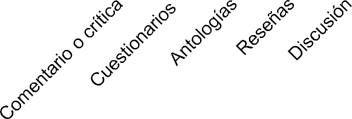 Comentario o crítica
Cuestionarios
Antologías
Reseñas
Discusión